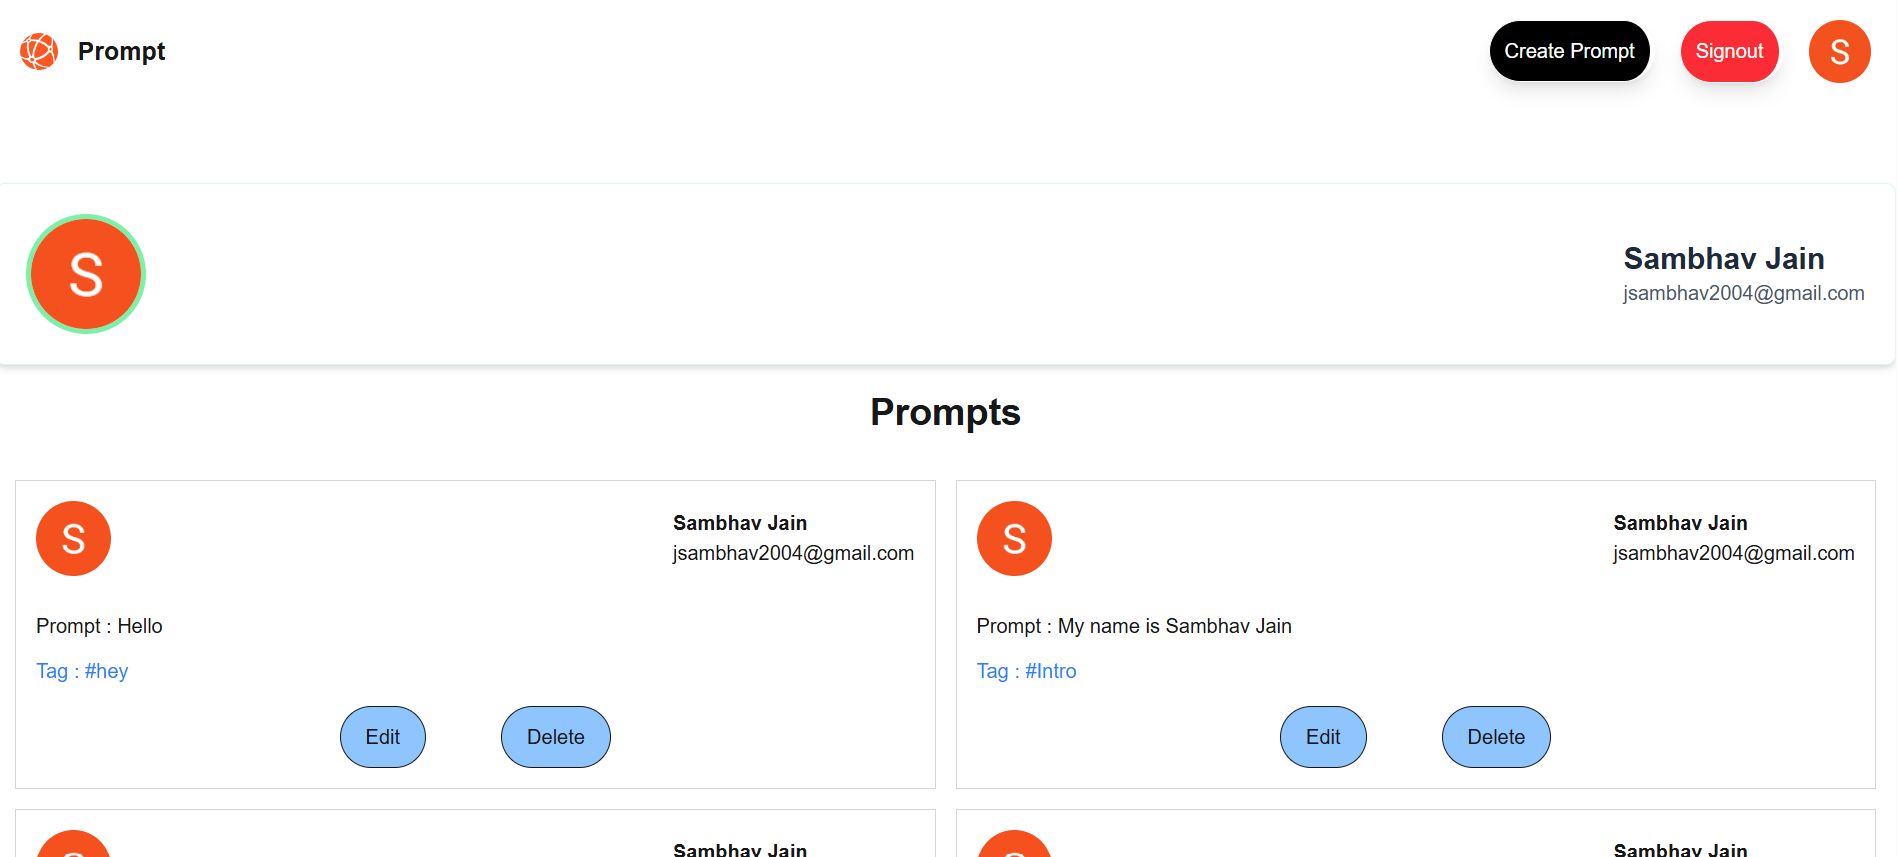 Prompt
Create Prompt
Signout
S
S
Sambhav Jain
jsambhav2004@gmail.com
Prompts
S
Sambhav Jain
jsambhav2004@gmail.com
Prompt : Hello
Tag : #hey
Edit
Delete
S
Sambhav Jain
jsambhav2004@gmail.com
Prompt : My name is Sambhav Jain
Tag : #Intro
Edit
Delete
Sambhav Jain
Sambhav Jain